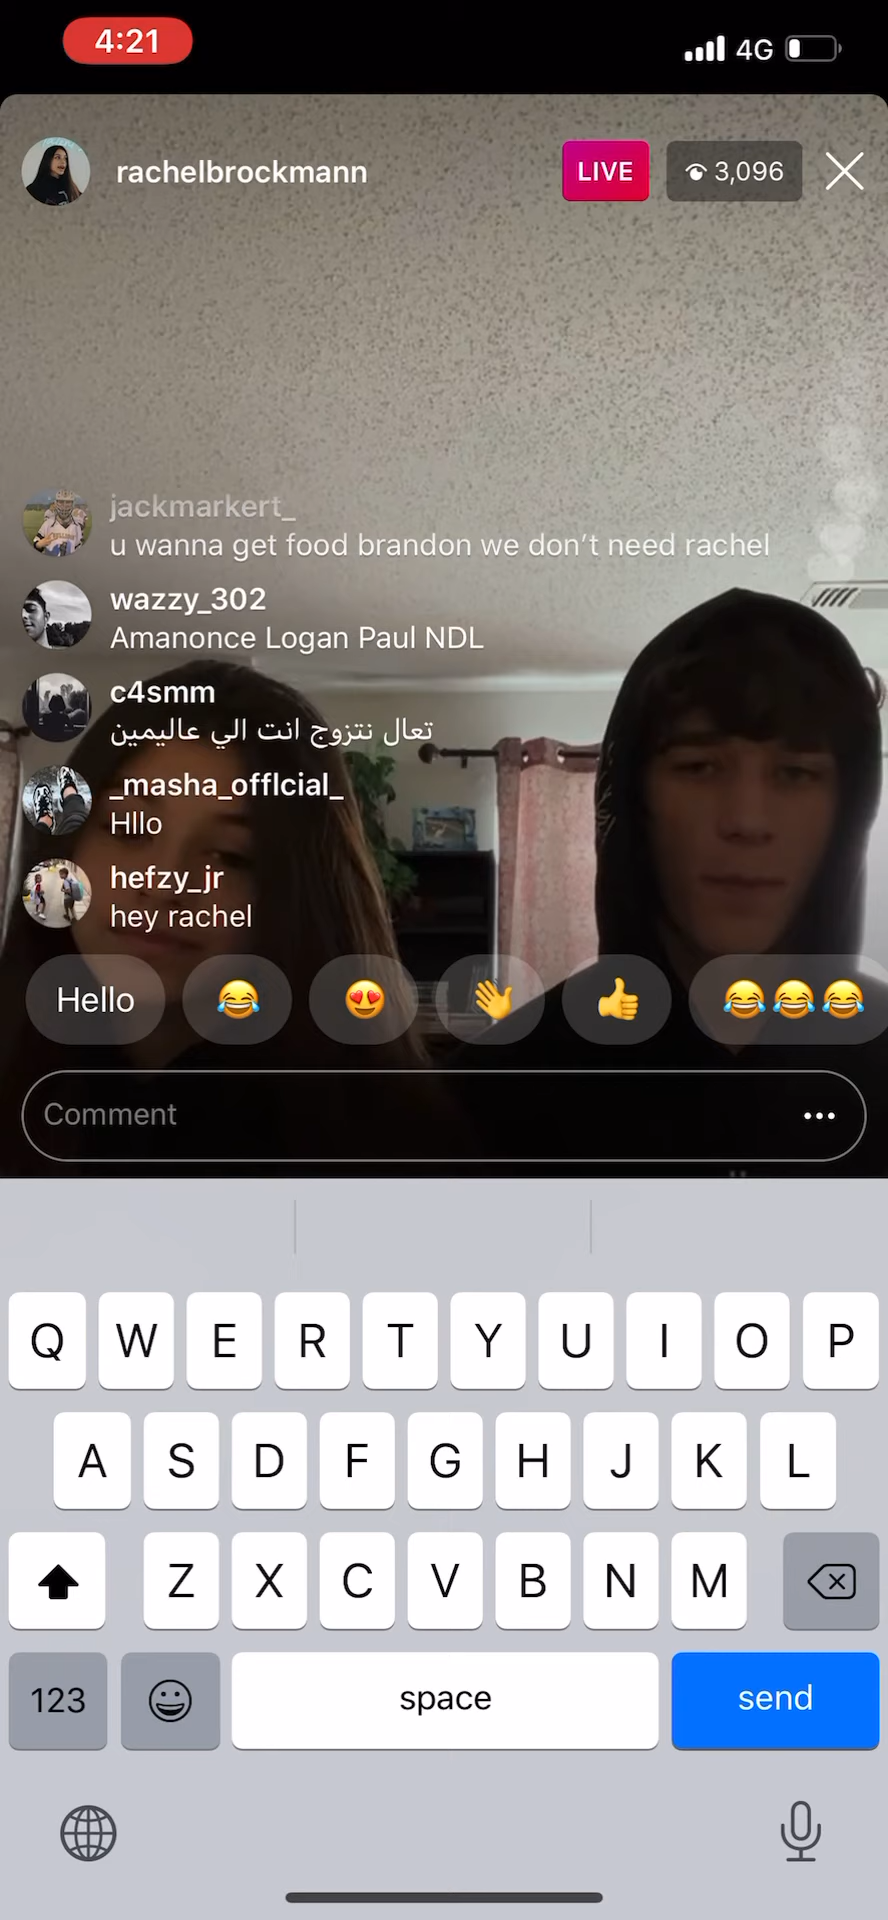 4:21
4G
rachelbrockmann
LIVE
3,096
jackmarkert_
u wanna get food brandon we don’t need rachel
wazzy_302
Amanonce Logan Paul NDL
c4smm
تعال نتزوج انت الي عاليمين
_masha_offIcial_
Hllo
hefzy_jr
hey rachel
Hello 😂 😍 👋 👍 😂😂😂
Comment
Q W E R T Y U I O P
A S D F G H J K L
Z X C V B N M
123 space send